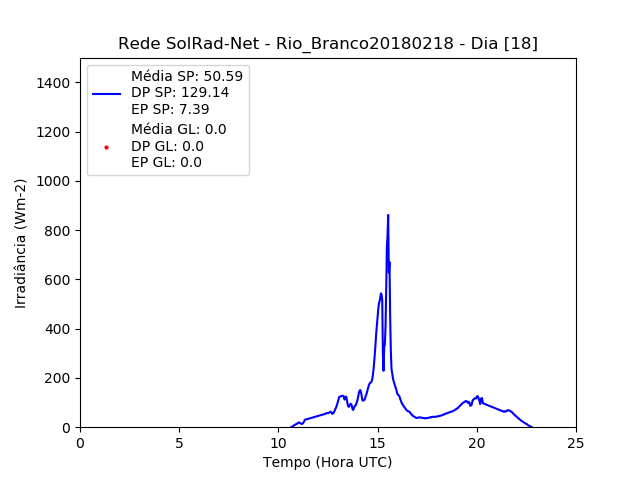 Rede SolRad-Net - Rio_Branco20180218 - Dia [18]
Média SP: 50.59
DP SP: 129.14
EP SP: 7.39
Média GL: 0.0
DP GL: 0.0
EP GL: 0.0
Irradiância (Wm-2)
1400
1200
1000
800
600
400
200
0
0 5 10 15 20 25
Tempo (Hora UTC)